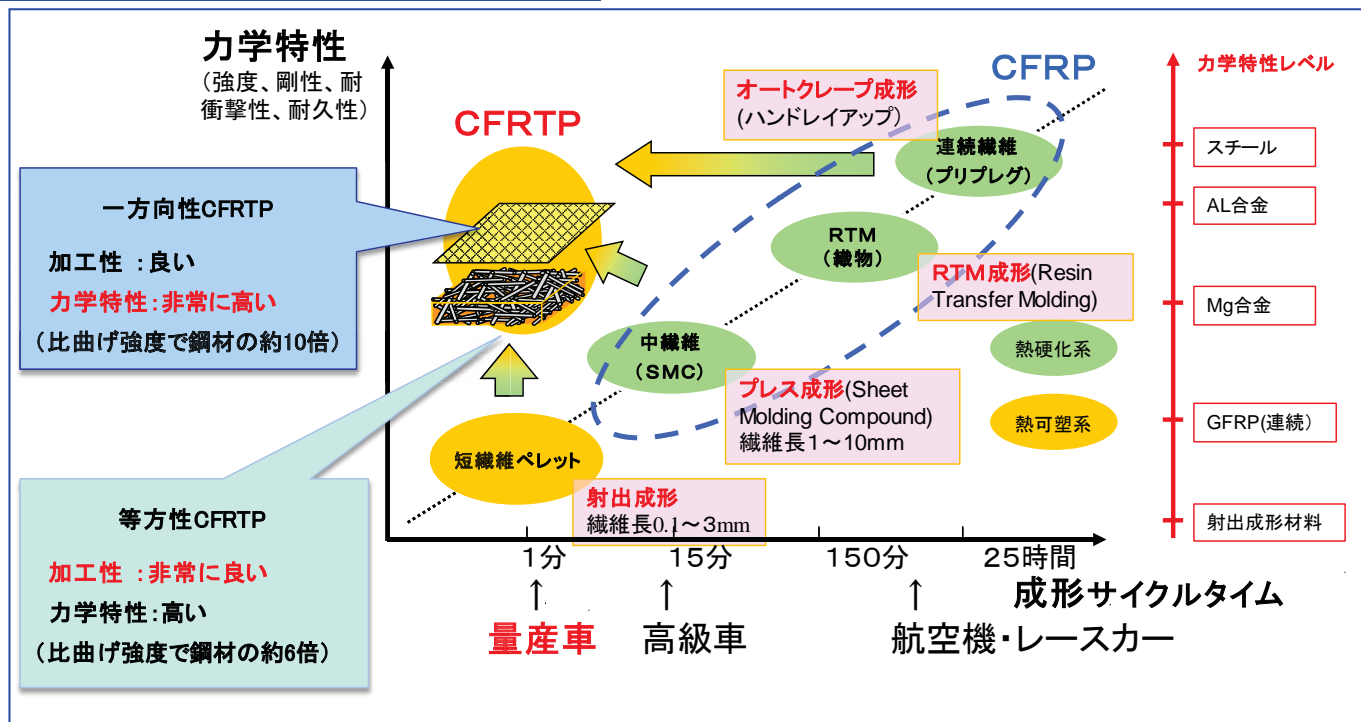 力学特性
(強度、剛性、耐
衝撃性、耐久性)
CFRTP
CFRP
オートクレーブ成形
(ハンドレイアップ)
連続繊維
(プリプレグ)
RTM
(織物)
RTM成形(Resin
Transfer Molding)
中繊維
(SMC)
プレス成形(Sheet
Molding Compound)
繊維長1～10mm
短繊維ペレット
射出成形
繊維長0.1～3mm
熱硬化系
熱可塑系
一方向性CFRTP
加工性 :良い
力学特性:非常に高い
(比曲げ強度で鋼材の約10倍)
等方性CFRTP
加工性 :非常に良い
力学特性:高い
(比曲げ強度で鋼材の約6倍)
1分
15分
150分
25時間
成形サイクルタイム
↑
↑
↑
量産車
高級車
航空機・レースカー
力学特性レベル
スチール
AL合金
Mg合金
GFRP(連続)
射出成形材料